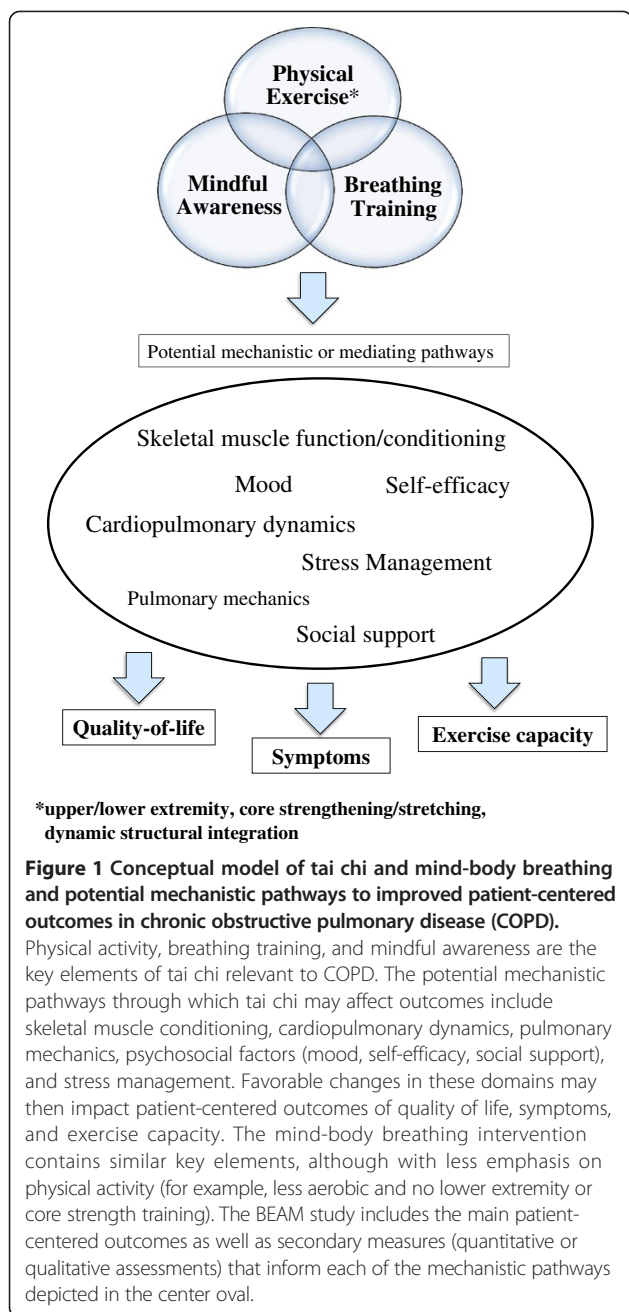 Physical
Exercise*
Mindful
Awareness
Breathing
Training
Potential mechanistic or mediating pathways
Skeletal muscle function/conditioning
Mood Self-efficacy
Cardiopulmonary dynamics
Stress Management
Pulmonary mechanics
Social support
Quality-of-life
Symptoms
Exercise capacity
*upper/lower extremity, core strengthening/stretching,
dynamic structural integration
Figure 1 Conceptual model of tai chi and mind-body breathing
and potential mechanistic pathways to improved patient-centered
outcomes in chronic obstructive pulmonary disease (COPD).
Physical activity, breathing training, and mindful awareness are the
key elements of tai chi relevant to COPD. The potential mechanistic
pathways through which tai chi may affect outcomes include
skeletal muscle conditioning, cardiopulmonary dynamics, pulmonary
mechanics, psychosocial factors (mood, self-efficacy, social support),
and stress management. Favorable changes in these domains may
then impact patient-centered outcomes of quality of life, symptoms,
and exercise capacity. The mind-body breathing intervention
contains similar key elements, although with less emphasis on
physical activity (for example, less aerobic and no lower extremity or
core strength training). The BEAM study includes the main patient-
centered outcomes as well as secondary measures (quantitative or
qualitative assessments) that inform each of the mechanistic pathways
depicted in the center oval.